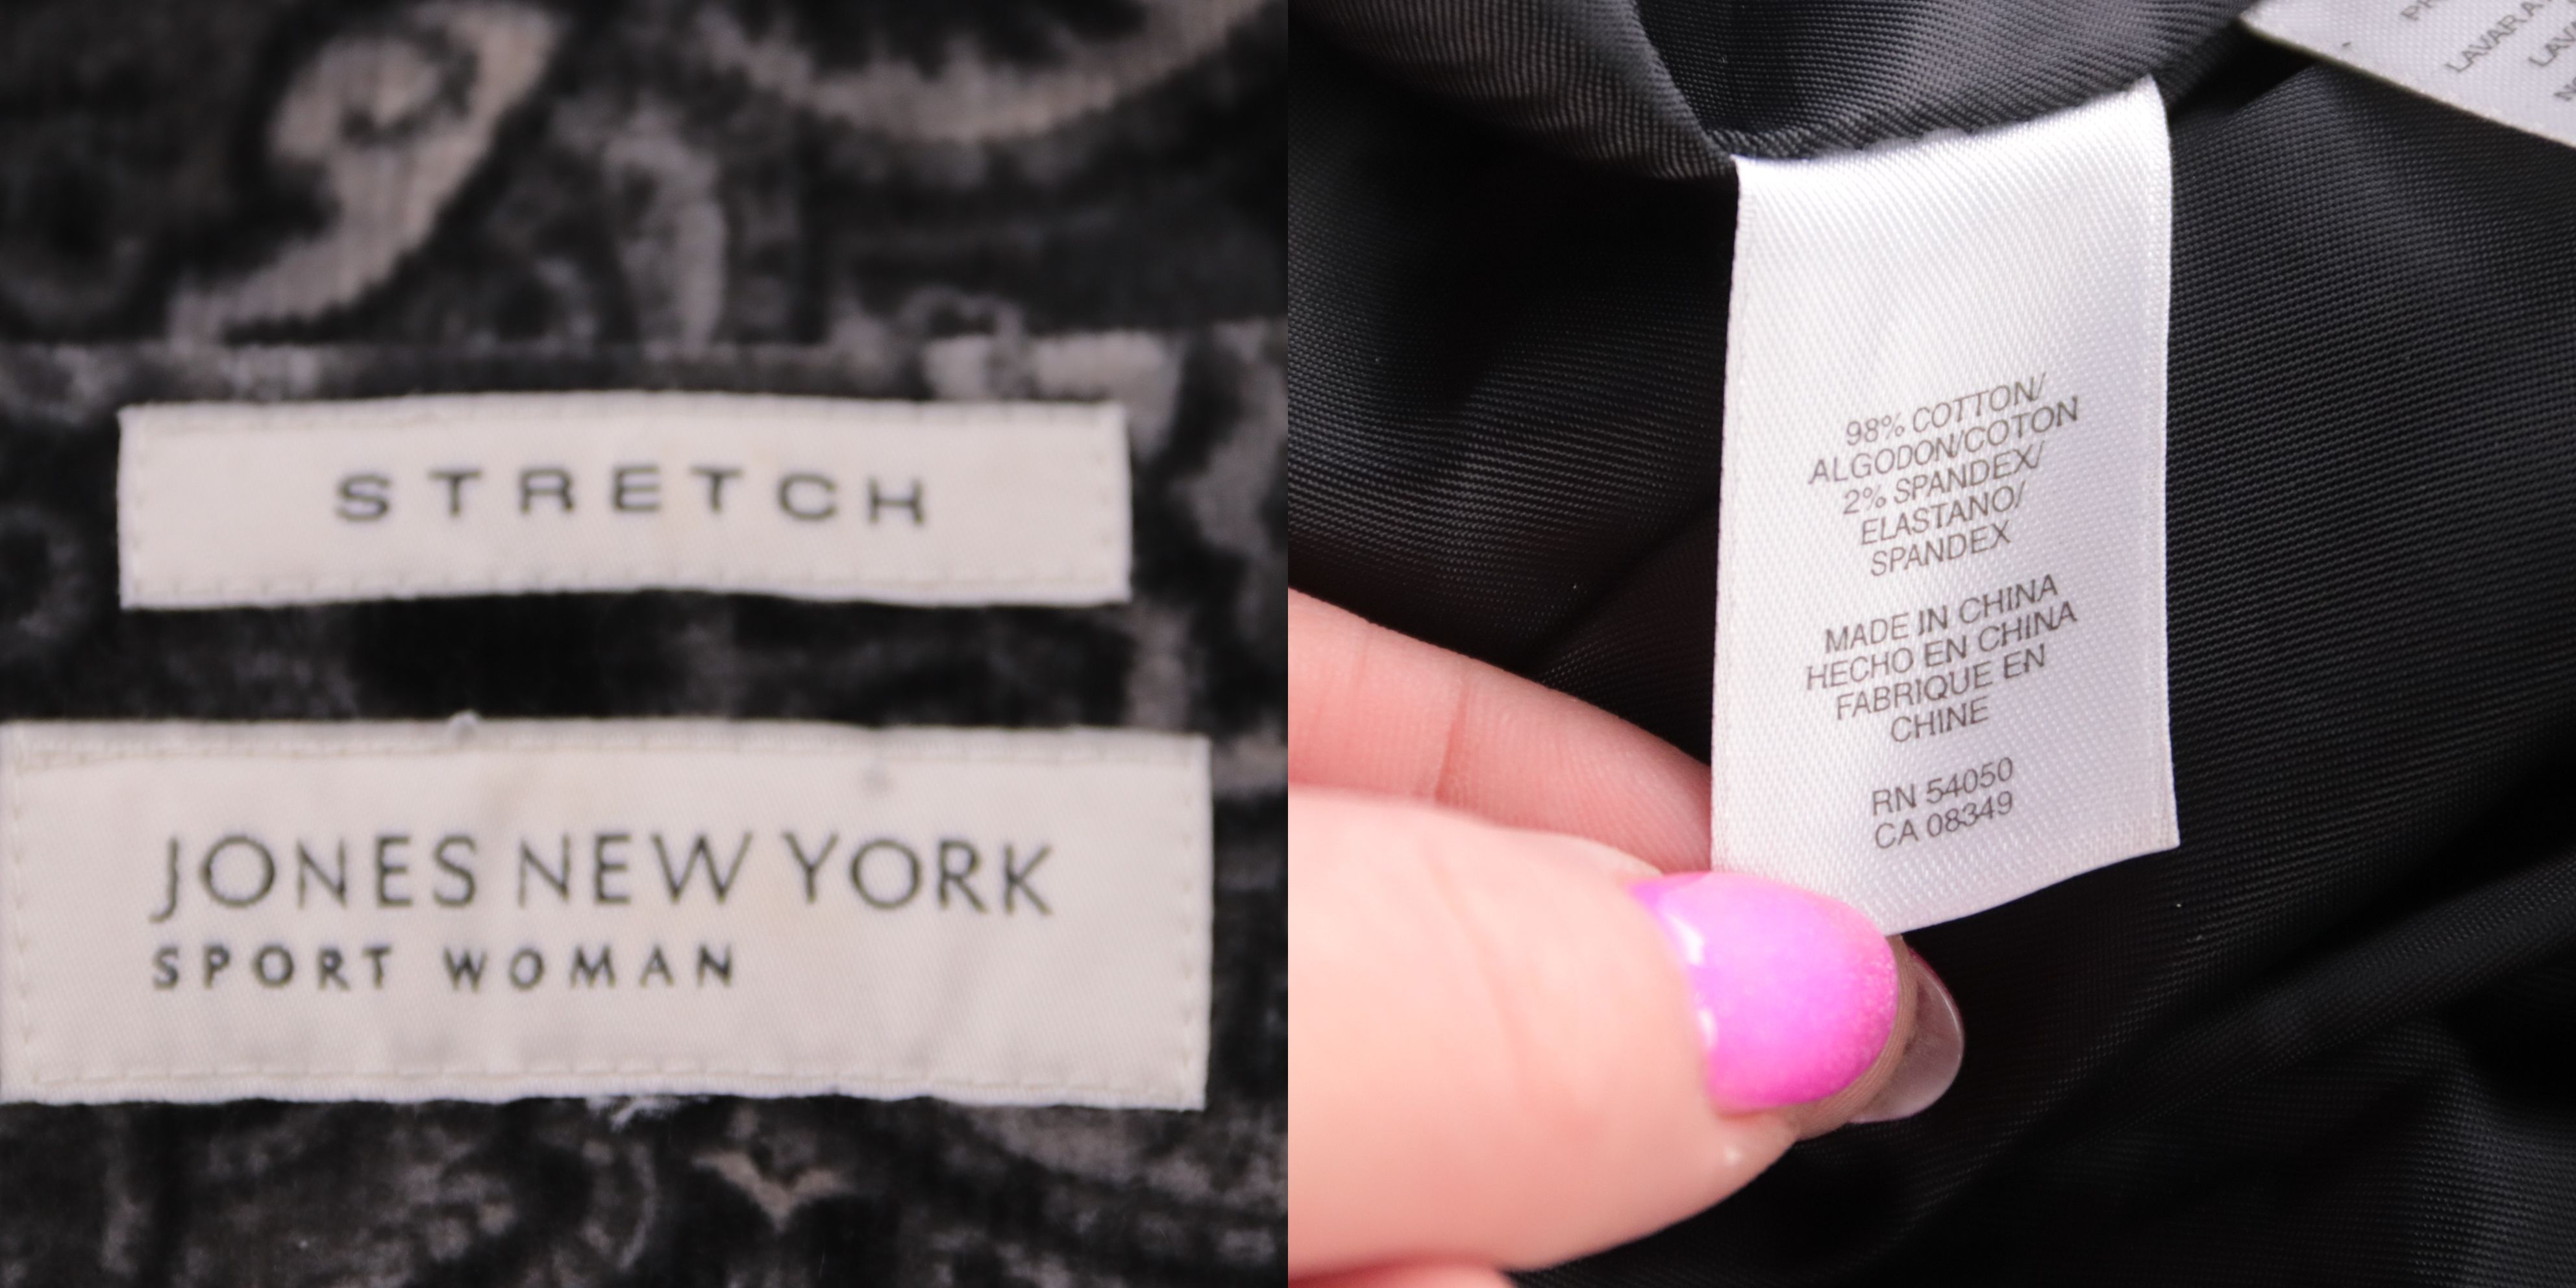 STRETCH
JONES NEW YORK
SPORT WOMAN
98% COTTON/
ALGODON/COTON
2% SPANDEX/
ELASTANO/
SPANDEX
MADE IN CHINA
HECHO EN CHINA
FABRIQUE EN
CHINE
RN 54050
CA 08349